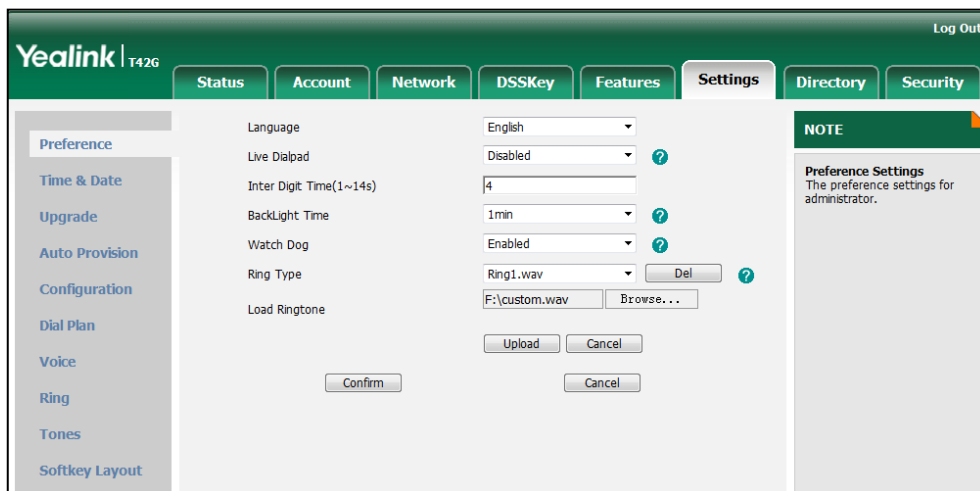 Log Out
Yealink | T42G
Status Account Network DSSKey Features Settings Directory Security
Preference
Time & Date
Upgrade
Auto Provision
Configuration
Dial Plan
Voice
Ring
Tones
Softkey Layout
Language English
Live Dialpad Disabled ?
Inter Digit Time(1~14s) 4
BackLight Time 1min ?
Watch Dog Enabled ?
Ring Type Ring1.wav Del ?
Load Ringtone F:\custom.wav Browse...
Upload Cancel
Confirm Cancel
NOTE
Preference Settings
The preference settings for
administrator.